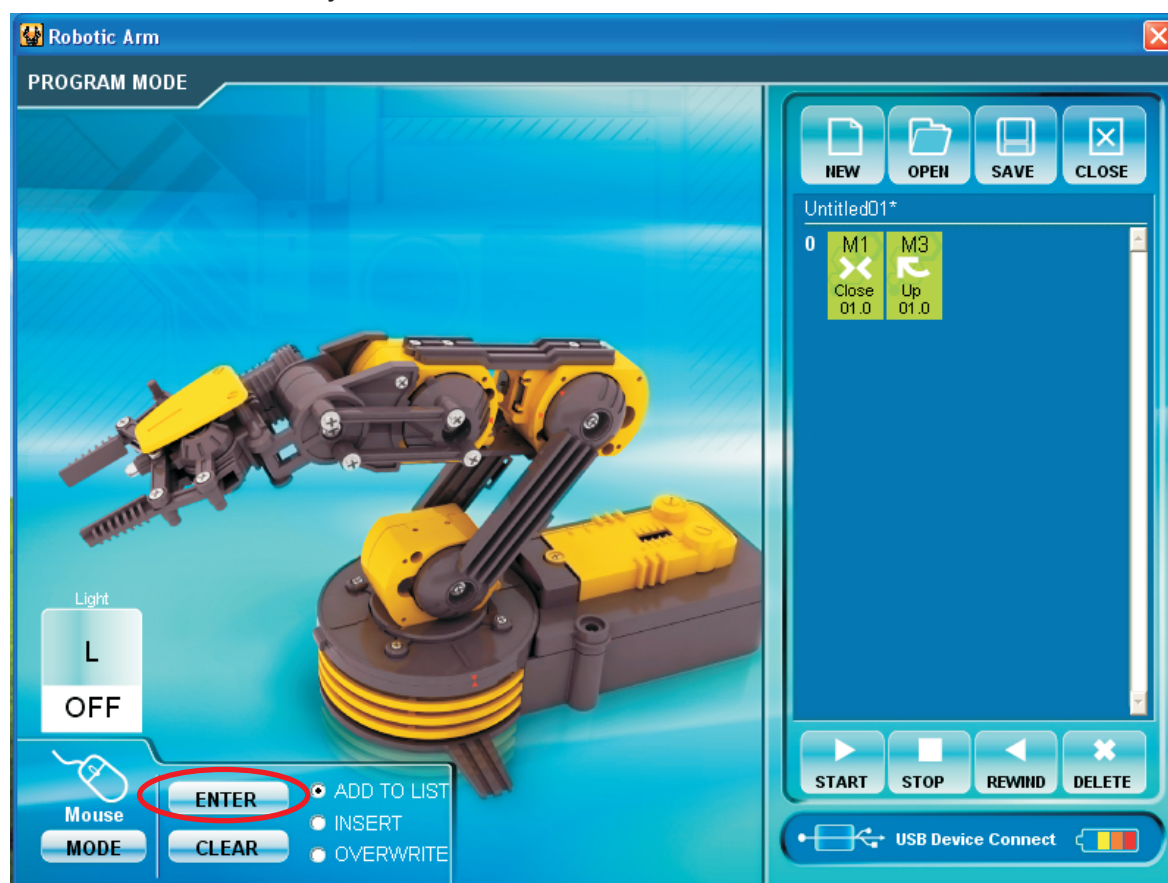 Robotic Arm
PROGRAM MODE
NEW OPEN SAVE CLOSE
Untitled01*
0 M1 M3
Close Up
01.0 01.0
Light
L
OFF
START STOP REWIND DELETE
Mouse
MODE
ENTER
CLEAR
ADD TO LIST
INSERT
OVERWRITE
USB Device Connect